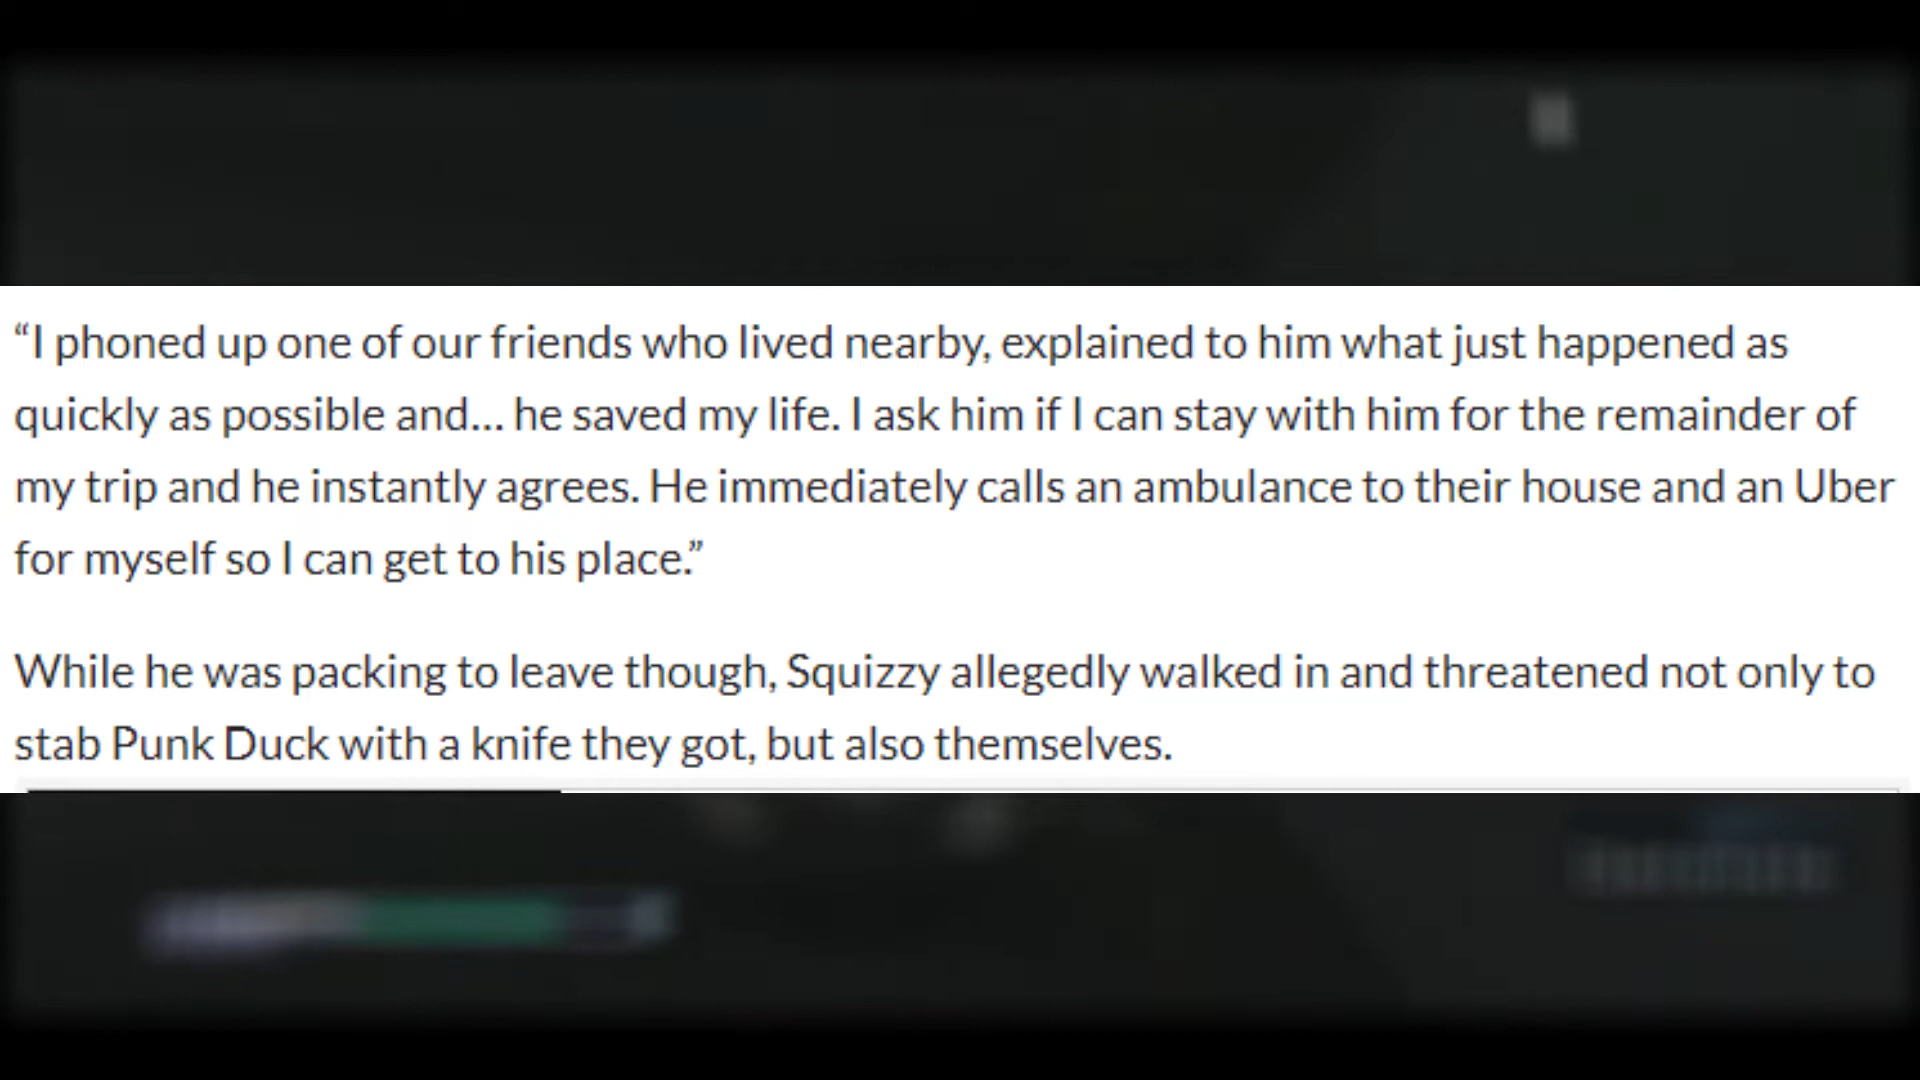 “I phoned up one of our friends who lived nearby, explained to him what just happened as
quickly as possible and… he saved my life. I ask him if I can stay with him for the remainder of
my trip and he instantly agrees. He immediately calls an ambulance to their house and an Uber
for myself so I can get to his place.”
While he was packing to leave though, Squizzy allegedly walked in and threatened not only to
stab Punk Duck with a knife they got, but also themselves.